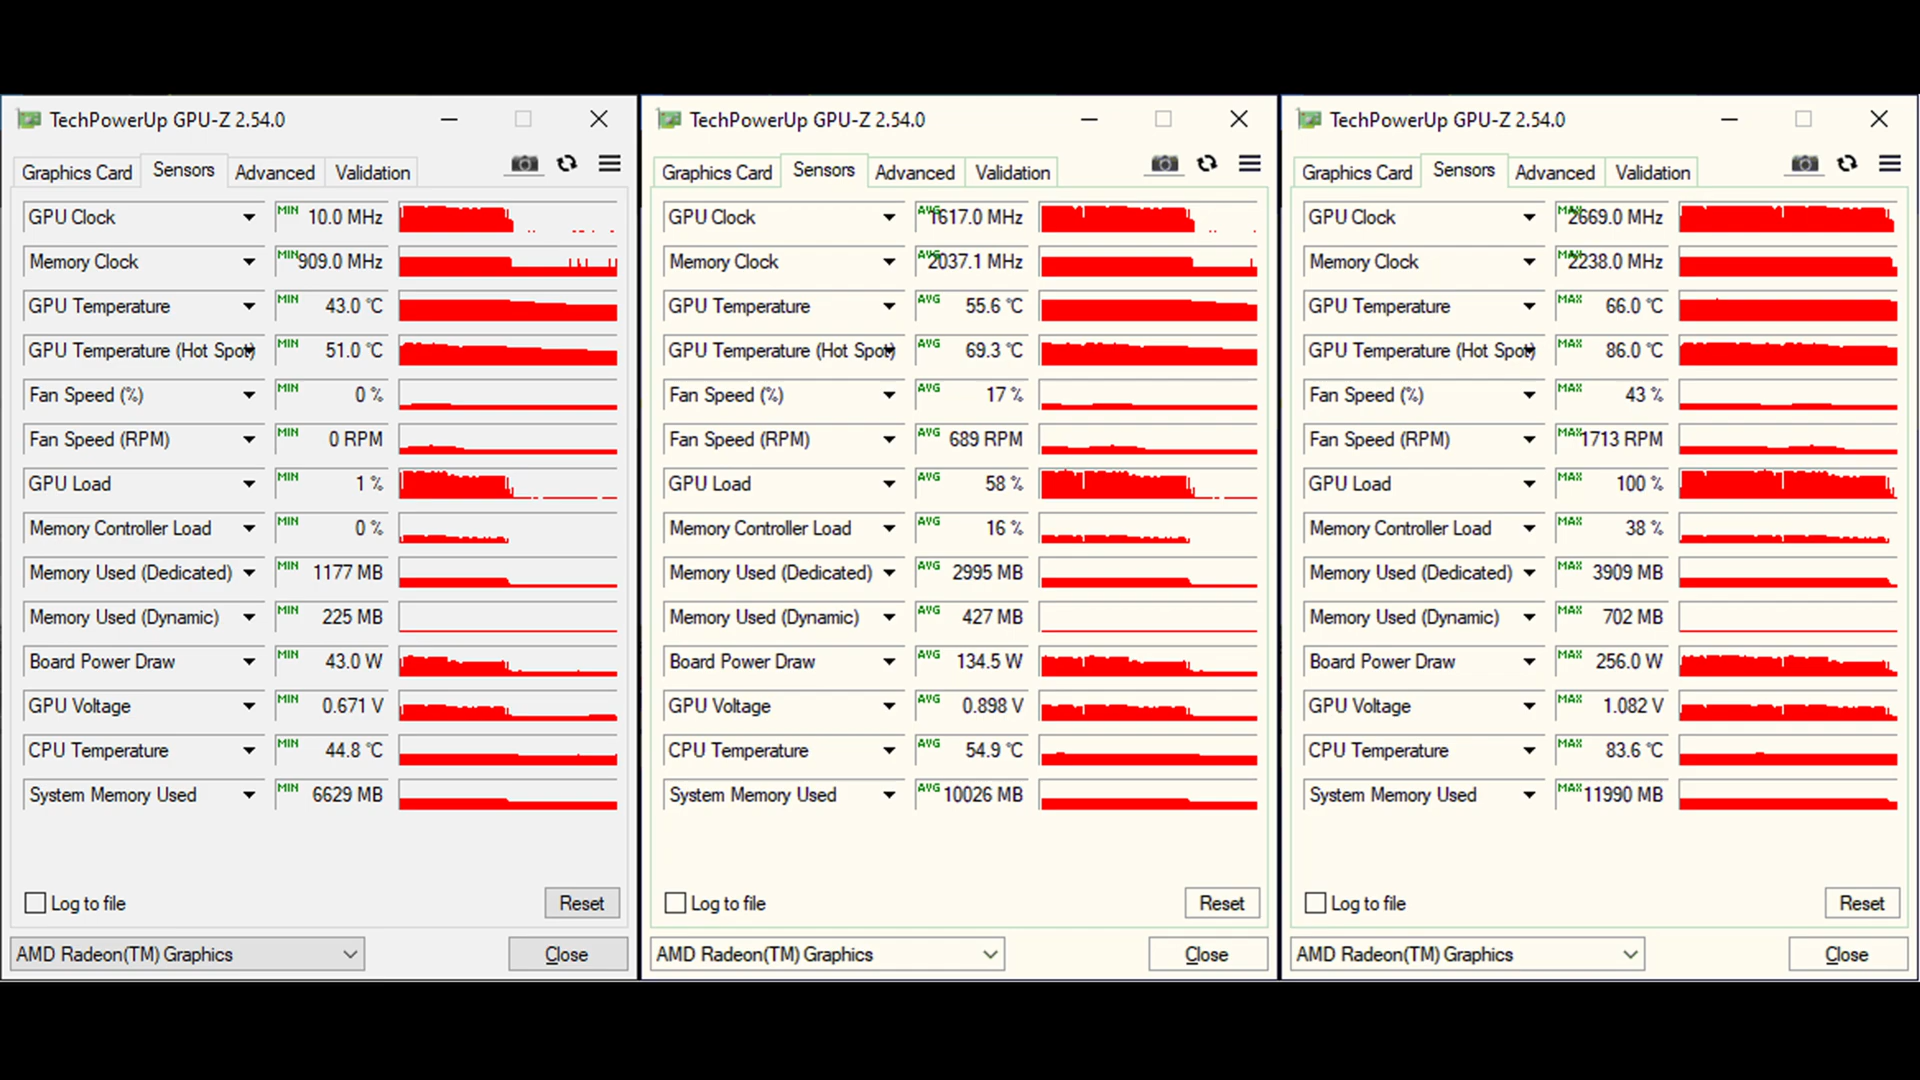 TechPowerUp GPU-Z 2.54.0
Graphics Card Sensors Advanced Validation
GPU Clock MIN 10.0 MHz
Memory Clock MIN 909.0 MHz
GPU Temperature MIN 43.0 °C
GPU Temperature (Hot Spot) MIN 51.0 °C
Fan Speed (%) MIN 0 %
Fan Speed (RPM) MIN 0 RPM
GPU Load MIN 1 %
Memory Controller Load MIN 0 %
Memory Used (Dedicated) MIN 1177 MB
Memory Used (Dynamic) MIN 225 MB
Board Power Draw MIN 43.0 W
GPU Voltage MIN 0.671 V
CPU Temperature MIN 44.8 °C
System Memory Used MIN 6629 MB
Log to file Reset
AMD Radeon(TM) Graphics Close
TechPowerUp GPU-Z 2.54.0
Graphics Card Sensors Advanced Validation
GPU Clock AVG 1617.0 MHz
Memory Clock AVG 2037.1 MHz
GPU Temperature AVG 55.6 °C
GPU Temperature (Hot Spot) AVG 69.3 °C
Fan Speed (%) AVG 17 %
Fan Speed (RPM) AVG 689 RPM
GPU Load AVG 58 %
Memory Controller Load AVG 16 %
Memory Used (Dedicated) AVG 2995 MB
Memory Used (Dynamic) AVG 427 MB
Board Power Draw AVG 134.5 W
GPU Voltage AVG 0.898 V
CPU Temperature AVG 54.9 °C
System Memory Used AVG 10026 MB
Log to file Reset
AMD Radeon(TM) Graphics Close
TechPowerUp GPU-Z 2.54.0
Graphics Card Sensors Advanced Validation
GPU Clock MAX 2669.0 MHz
Memory Clock MAX 2238.0 MHz
GPU Temperature MAX 66.0 °C
GPU Temperature (Hot Spot) MAX 86.0 °C
Fan Speed (%) MAX 43 %
Fan Speed (RPM) MAX 1713 RPM
GPU Load MAX 100 %
Memory Controller Load MAX 38 %
Memory Used (Dedicated) MAX 3909 MB
Memory Used (Dynamic) MAX 702 MB
Board Power Draw MAX 256.0 W
GPU Voltage MAX 1.082 V
CPU Temperature MAX 83.6 °C
System Memory Used MAX 11990 MB
Log to file Reset
AMD Radeon(TM) Graphics Close